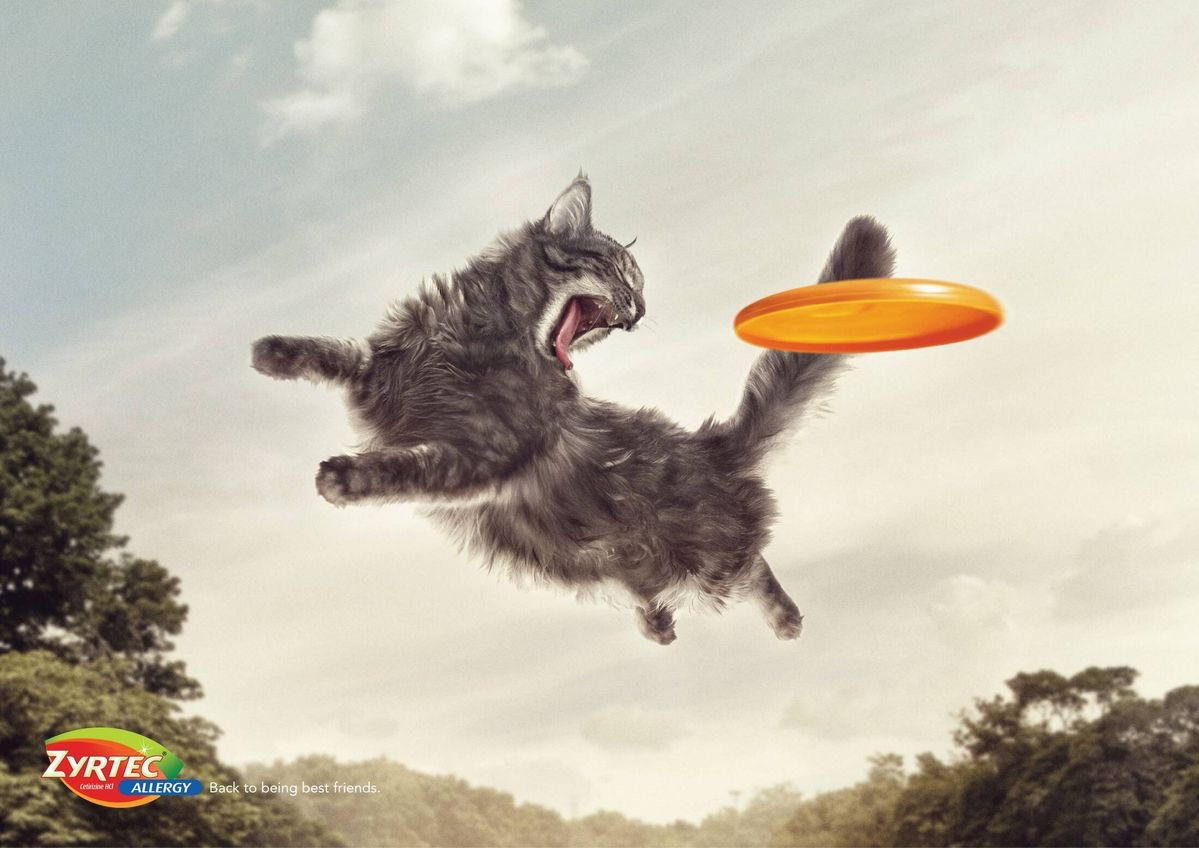 ZYRTEC®
Cetirizine HCl
ALLERGY
Back to being best friends.